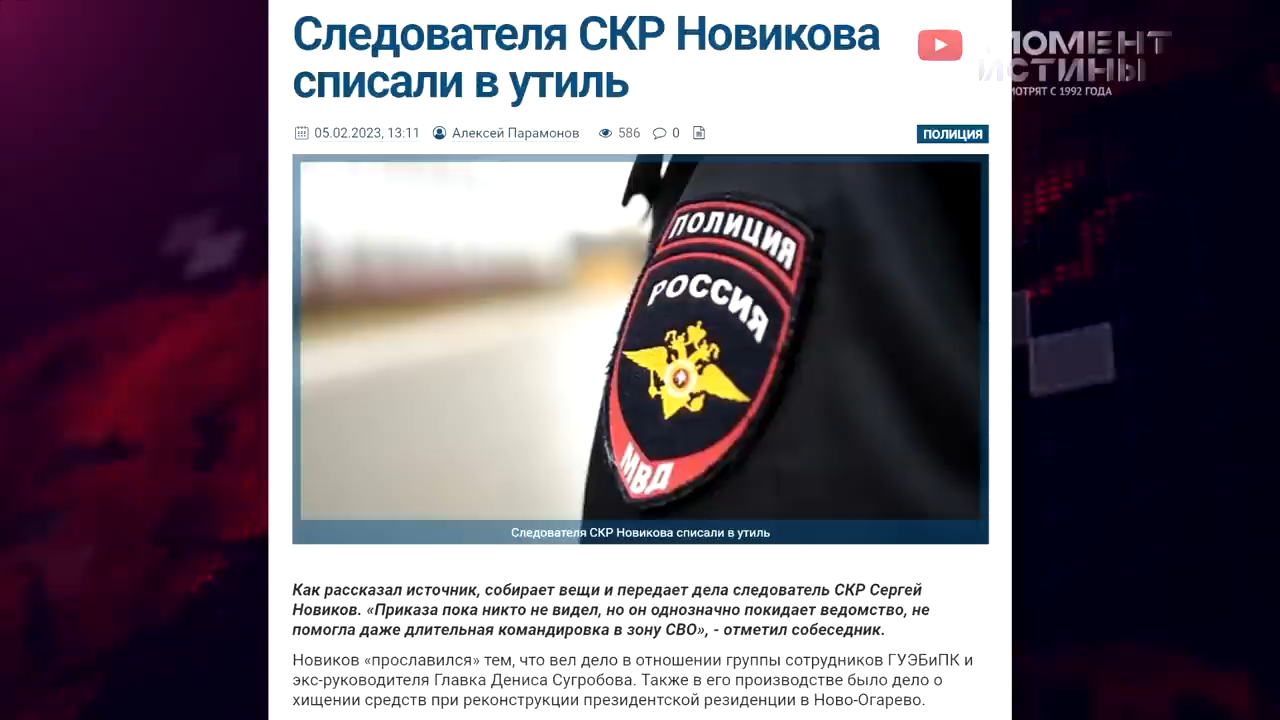 Следователя СКР Новикова
списали в утиль
МОМЕНТ
ИСТИНЫ
СМОТРЯТ С 1992 ГОДА
05.02.2023, 13:11 Алексей Парамонов 586 0
ПОЛИЦИЯ
ПОЛИЦИЯ
РОССИЯ
МВД
Следователя СКР Новикова списали в утиль
Как рассказал источник, собирает вещи и передает дела следователь СКР Сергей
Новиков. «Приказа пока никто не видел, но он однозначно покидает ведомство, не
помогла даже длительная командировка в зону СВО», - отметил собеседник.
Новиков «прославился» тем, что вел дело в отношении группы сотрудников ГУЭБиПК и
экс-руководителя Главка Дениса Сугробова. Также в его производстве было дело о
хищении средств при реконструкции президентской резиденции в Ново-Огарево.